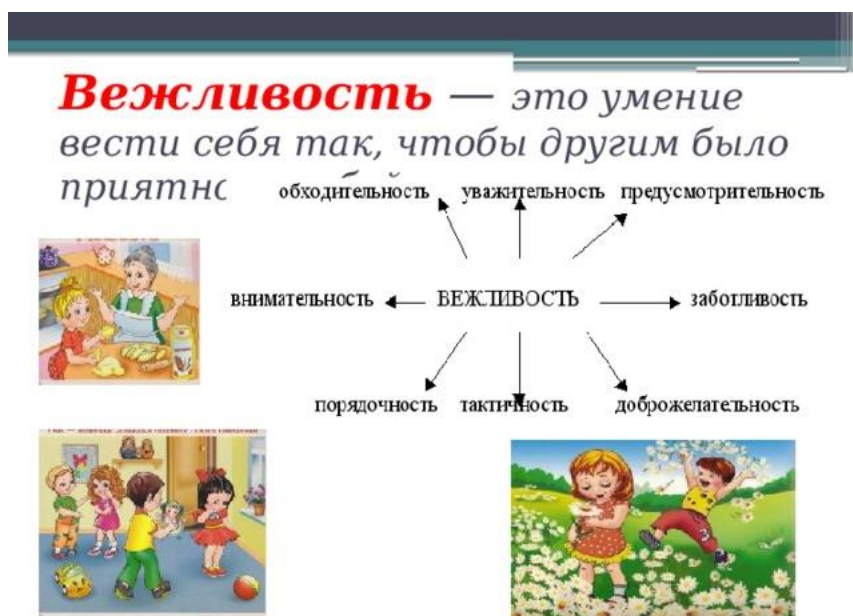 Вежливость — это умение
вести себя так, чтобы другим было
обходительность уважительность предусмотрительность
внимательность ВЕЖЛИВОСТЬ заботливость
порядочность тактичность доброжелательность